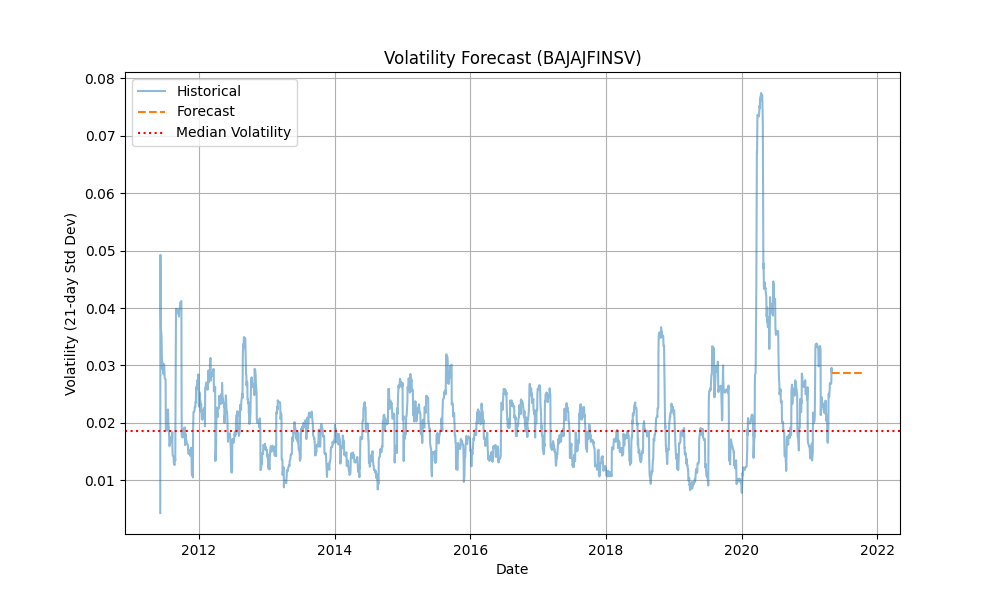 Volatility Forecast (BAJAJFINSV)
Historical
Forecast
Median Volatility
Volatility (21-day Std Dev)
0.08
0.07
0.06
0.05
0.04
0.03
0.02
0.01
2012 2014 2016 2018 2020 2022
Date